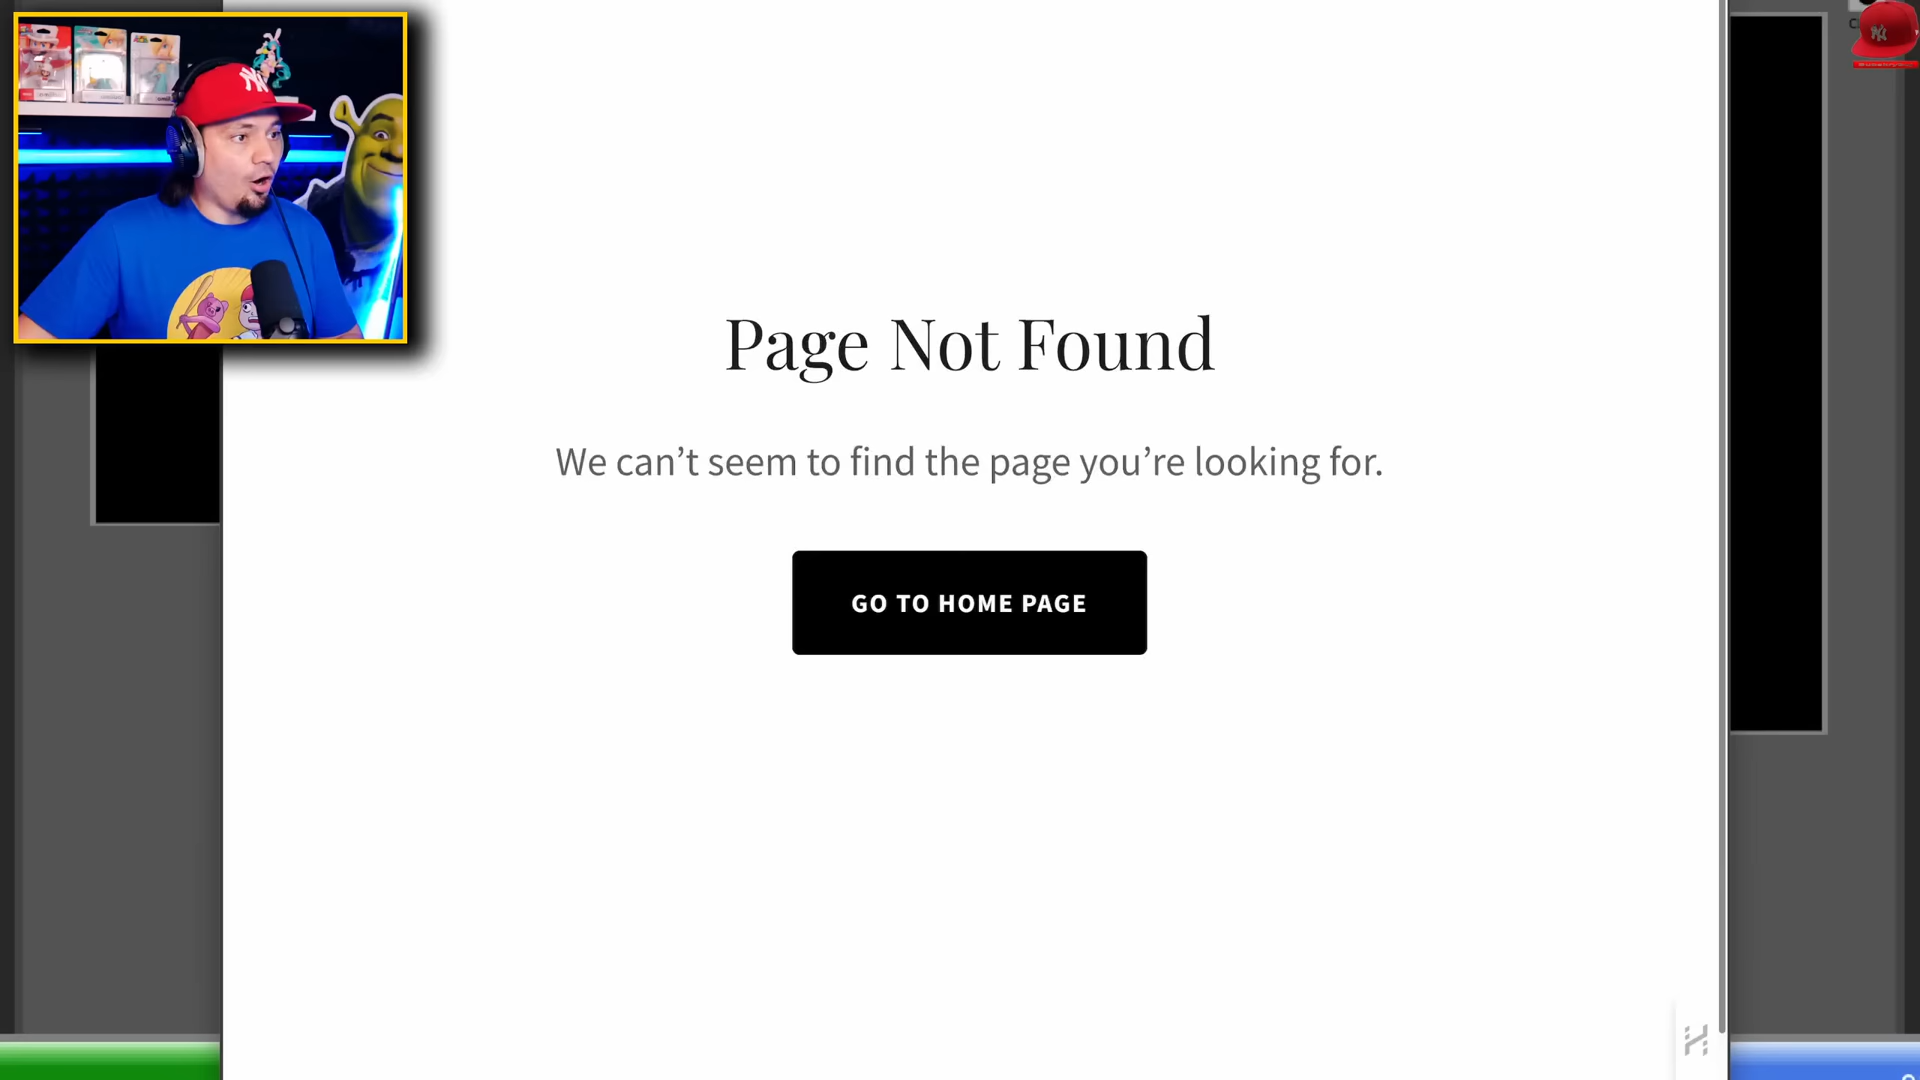 Page Not Found
We can’t seem to find the page you’re looking for.
GO TO HOME PAGE